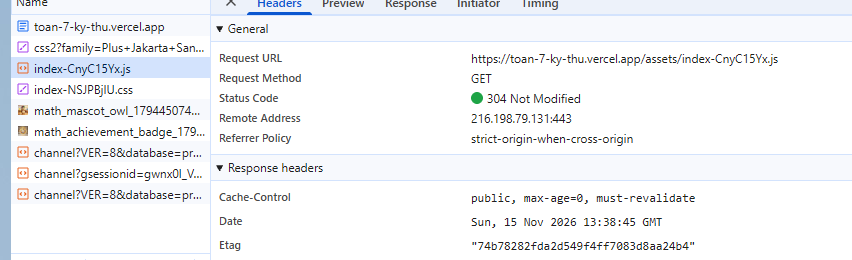 Name
Headers
Preview
Response
Initiator
Timing
toan-7-ky-thu.vercel.app
css2?family=Plus+Jakarta+San...
index-CnyC15Yx.js
index-NSJPBjIU.css
math_mascot_owl_179445074...
math_achievement_badge_179...
channel?VER=8&database=pr...
channel?gsessionid=gwnx0l_V...
channel?VER=8&database=pr...
General
Request URL https://toan-7-ky-thu.vercel.app/assets/index-CnyC15Yx.js
Request Method GET
Status Code 304 Not Modified
Remote Address 216.198.79.131:443
Referrer Policy strict-origin-when-cross-origin
Response headers
Cache-Control public, max-age=0, must-revalidate
Date Sun, 15 Nov 2026 13:38:45 GMT
Etag "74b78282fda2d549f4ff7083d8aa24b4"